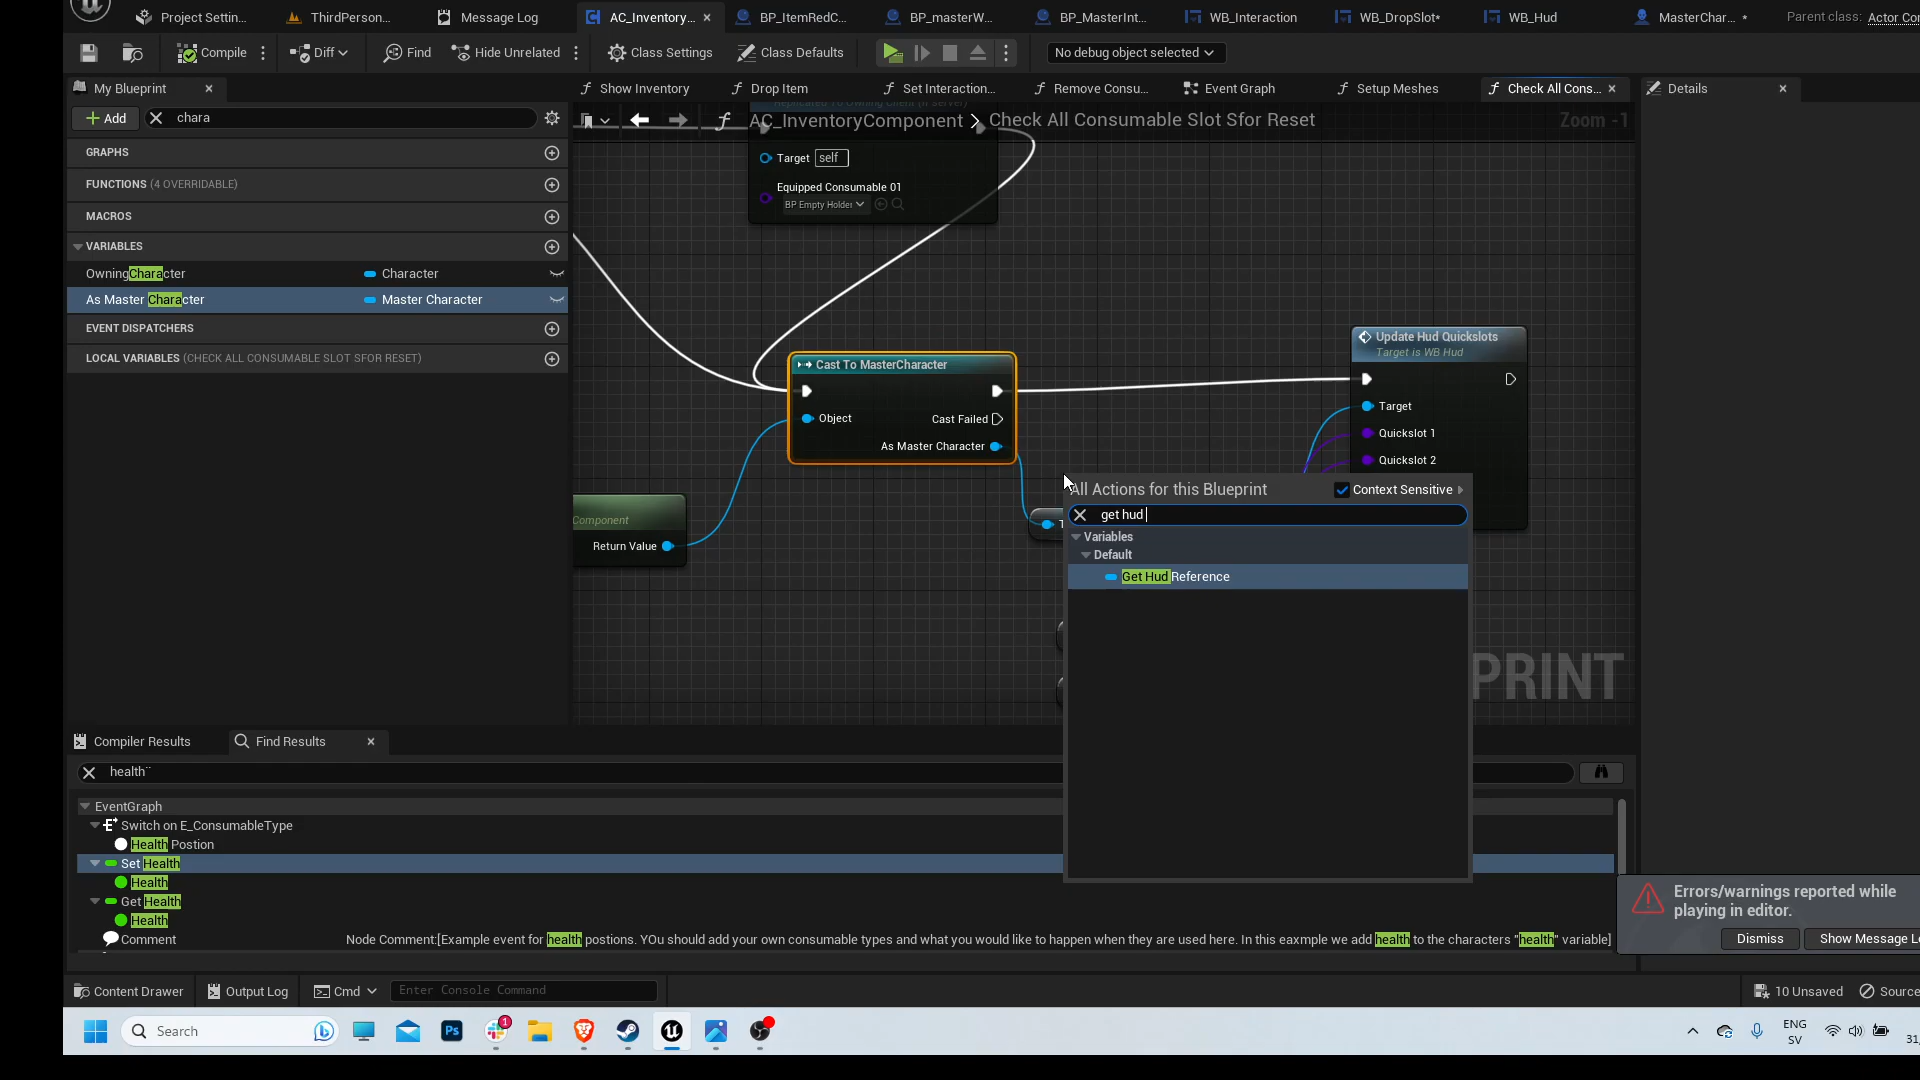 Project Settin...
ThirdPerson...
Message Log
AC_Inventory...
BP_ItemRedC...
BP_masterW...
BP_MasterInt...
WB_Interaction
WB_DropSlot*
WB_Hud
MasterChar... *
Parent class: Actor Con
Compile
Diff
Find
Hide Unrelated
Class Settings
Class Defaults
No debug object selected
My Blueprint
Show Inventory
Drop Item
Set Interaction...
Remove Consu...
Event Graph
Setup Meshes
Check All Cons...
Details
Add
chara
AC_InventoryComponent > Check All Consumable Slot Sfor Reset
Zoom -1
GRAPHS
FUNCTIONS (4 OVERRIDABLE)
MACROS
VARIABLES
OwningCharacter
Character
As Master Character
Master Character
EVENT DISPATCHERS
LOCAL VARIABLES (CHECK ALL CONSUMABLE SLOT SFOR RESET)
Target self
Equipped Consumable 01
BP Empty Holder
Cast To MasterCharacter
Object
Cast Failed
As Master Character
Update Hud Quickslots
Target is WB Hud
Target
Quickslot 1
Quickslot 2
Component
Return Value
All Actions for this Blueprint
Context Sensitive
get hud
Variables
Default
Get Hud Reference
PRINT
Compiler Results
Find Results
health¨
EventGraph
Switch on E_ConsumableType
Health Postion
Set Health
Health
Get Health
Health
Comment
Node Comment:[Example event for health postions. YOu should add your own consumable types and what you would like to happen when they are used here. In this eaxmple we add health to the characters "health" variable]
Errors/warnings reported while
playing in editor.
Dismiss
Show Message Lo
Content Drawer
Output Log
Cmd
Enter Console Command
10 Unsaved
Source
Search
Ps
1
ENG
SV
31,